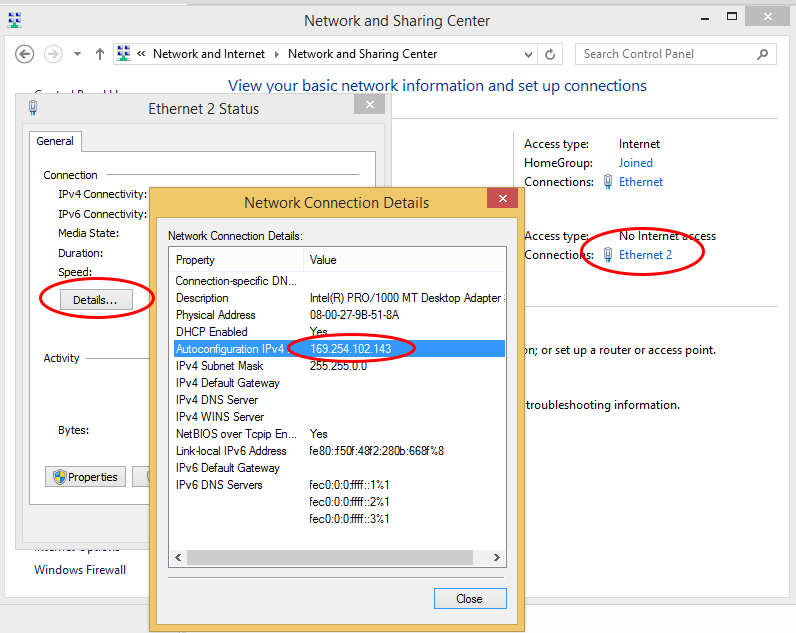 Network and Sharing Center
« Network and Internet Network and Sharing Center
Search Control Panel
View your basic network information and set up connections
Access type: Internet
HomeGroup: Joined
Connections: Ethernet
Access type: No Internet access
Connections: Ethernet 2
on; or set up a router or access point.
troubleshooting information.
Windows Firewall
Ethernet 2 Status
General
Connection
IPv4 Connectivity:
IPv6 Connectivity:
Media State:
Duration:
Speed:
Details...
Activity
Bytes:
Properties
Network Connection Details
Network Connection Details:
Property Value
Connection-specific DN...
Description Intel(R) PRO/1000 MT Desktop Adapter
Physical Address 08-00-27-9B-51-8A
DHCP Enabled Yes
Autoconfiguration IPv4 169.254.102.143
IPv4 Subnet Mask 255.255.0.0
IPv4 Default Gateway
IPv4 DNS Server
IPv4 WINS Server
NetBIOS over Tcpip En... Yes
Link-local IPv6 Address fe80::f50f:48f2:280b:668f%8
IPv6 Default Gateway
IPv6 DNS Servers fec0:0:0:ffff::1%1
fec0:0:0:ffff::2%1
fec0:0:0:ffff::3%1
Close